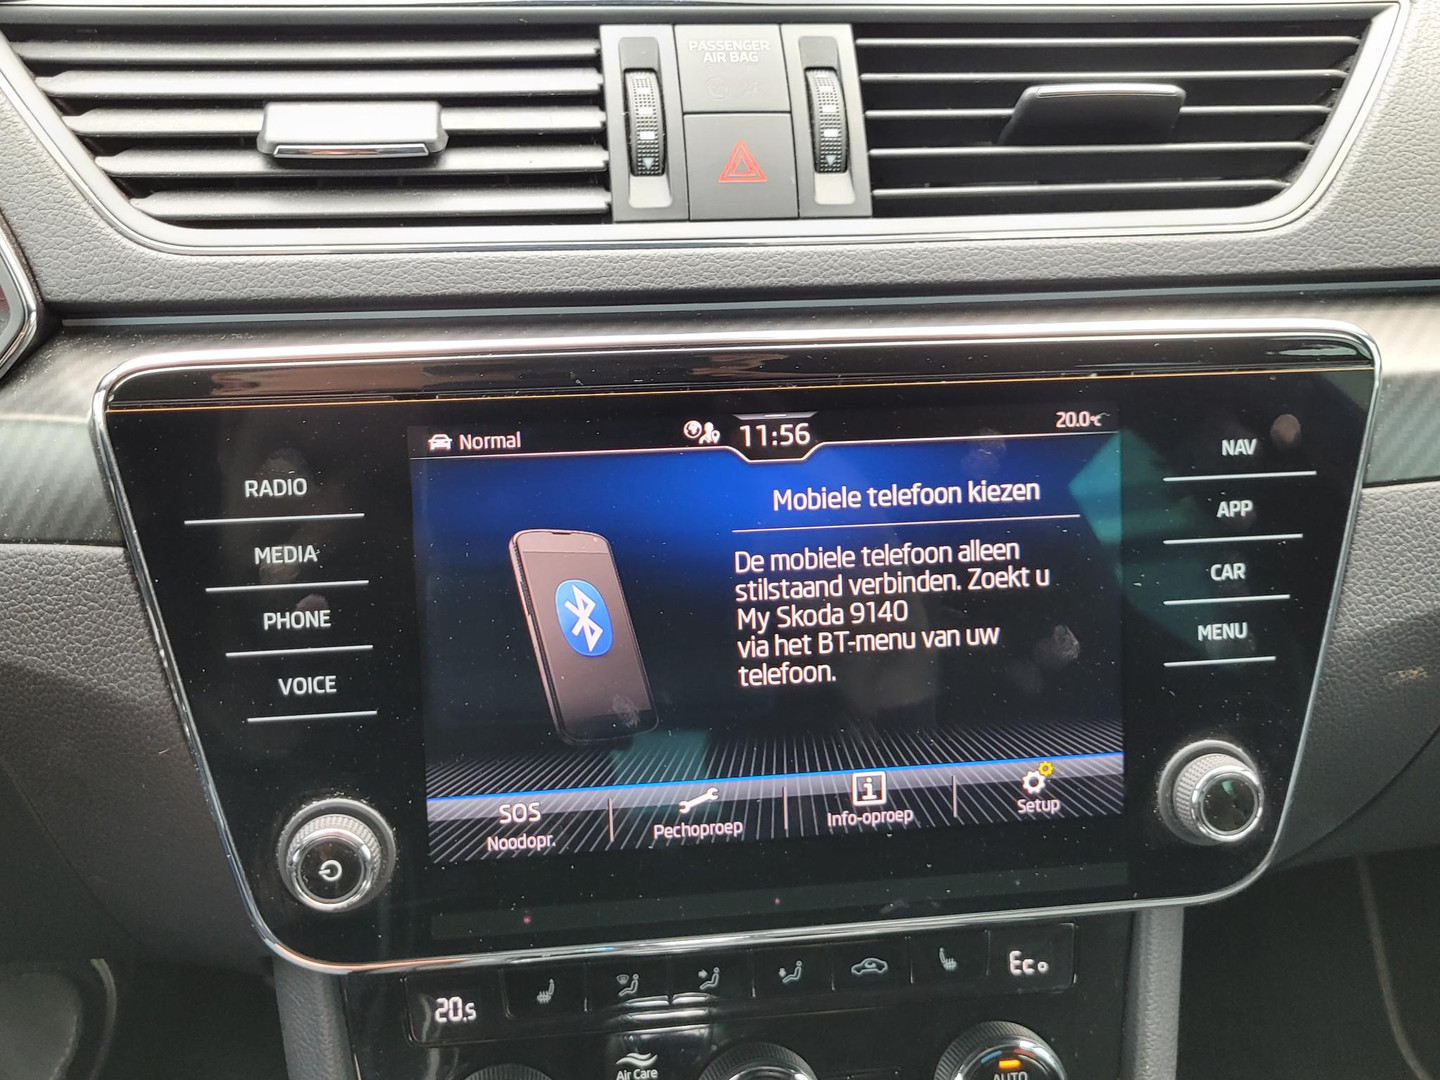 PASSENGER
AIR BAG
Normal
11:56
20.0°C
RADIO
MEDIA
PHONE
VOICE
Mobiele telefoon kiezen
De mobiele telefoon alleen
stilstaand verbinden. Zoekt u
My Skoda 9140
via het BT-menu van uw
telefoon.
NAV
APP
CAR
MENU
SOS
Noodopr.
Pechoproep
Info-oproep
Setup
20.5
Eco
Air Care
AUTO